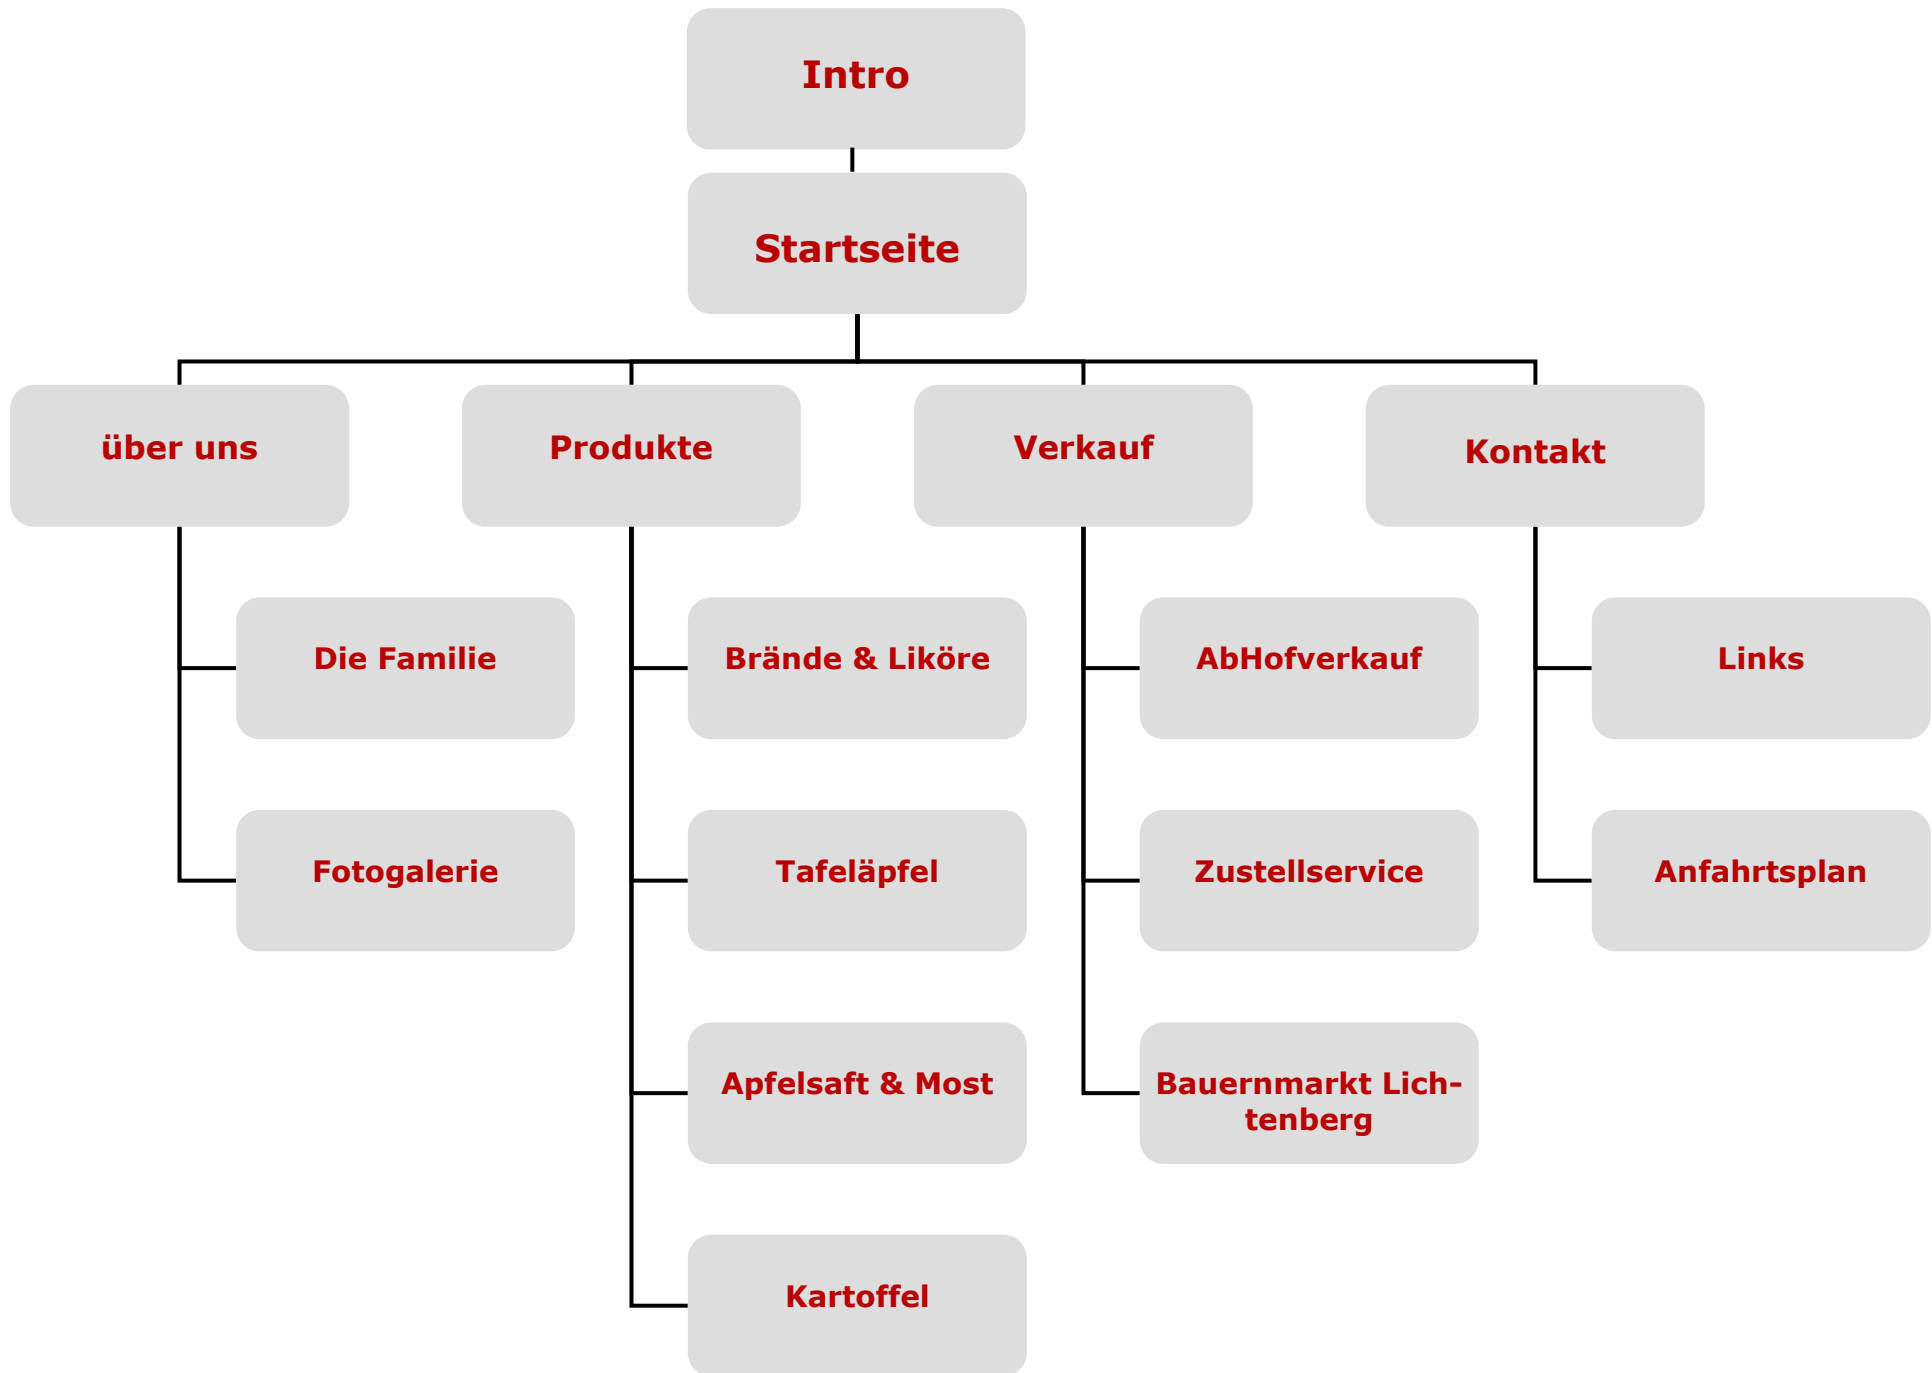 Intro
Startseite
über uns
Produkte
Verkauf
Kontakt
Die Familie
Brände & Liköre
AbHofverkauf
Links
Fotogalerie
Tafeläpfel
Zustellservice
Anfahrtsplan
Apfelsaft & Most
Bauernmarkt Lich-
tenberg
Kartoffel